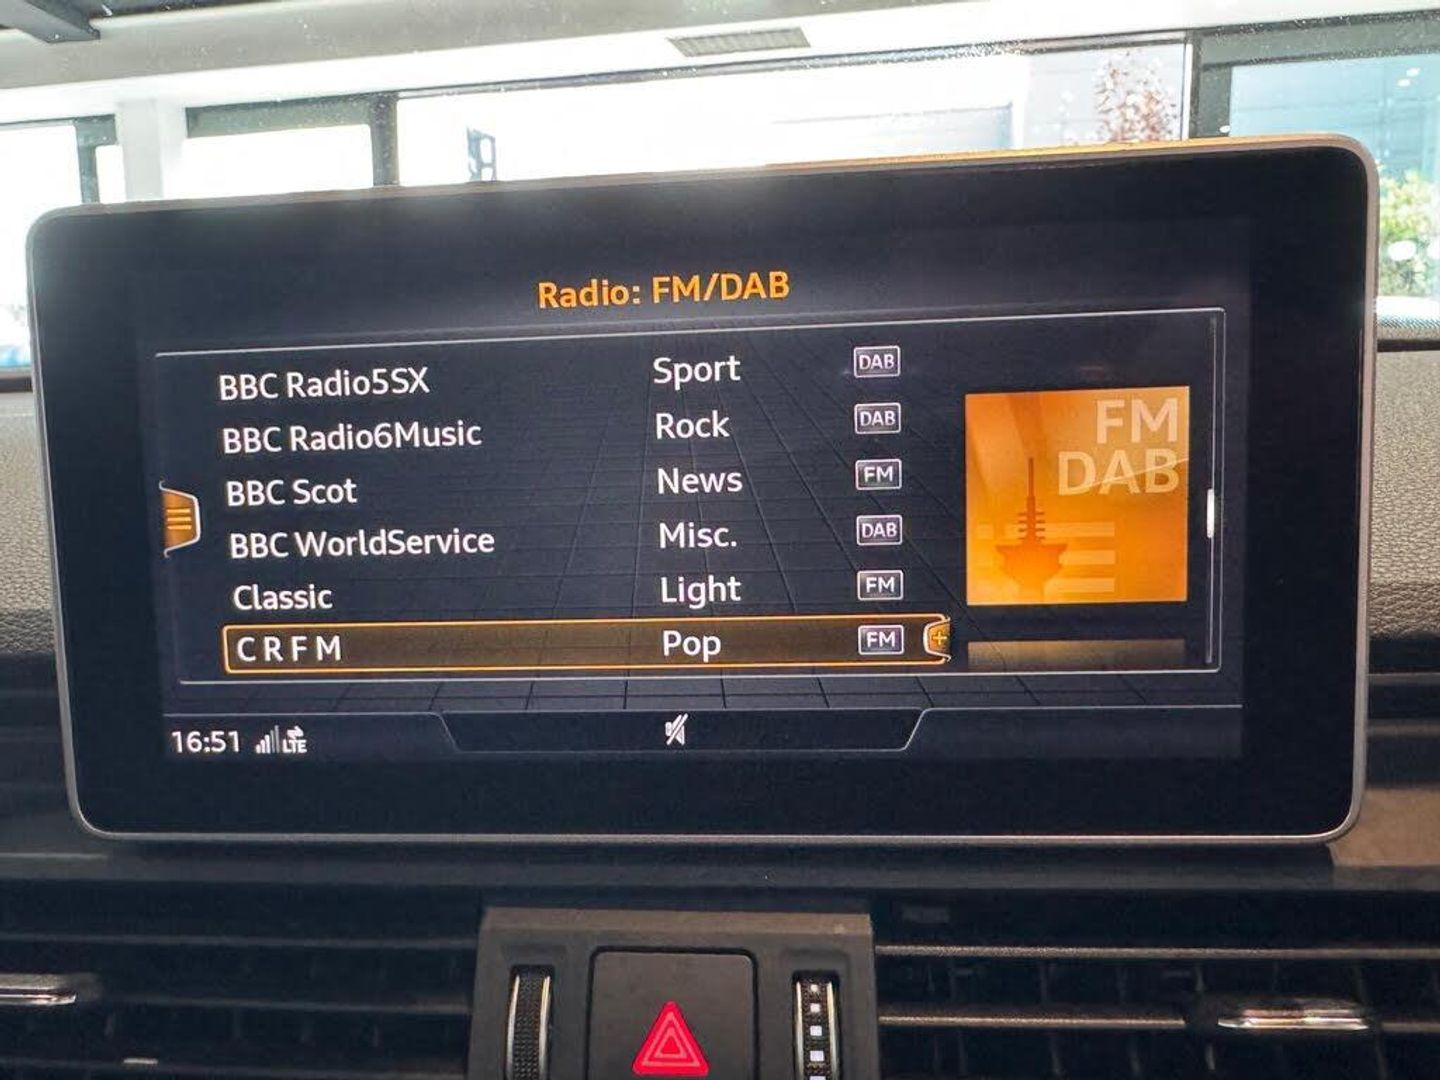 Radio: FM/DAB
BBC Radio5SX Sport DAB
BBC Radio6Music Rock DAB
BBC Scot News FM
BBC WorldService Misc. DAB
Classic Light FM
C R F M Pop FM
FM
DAB
16:51 LTE